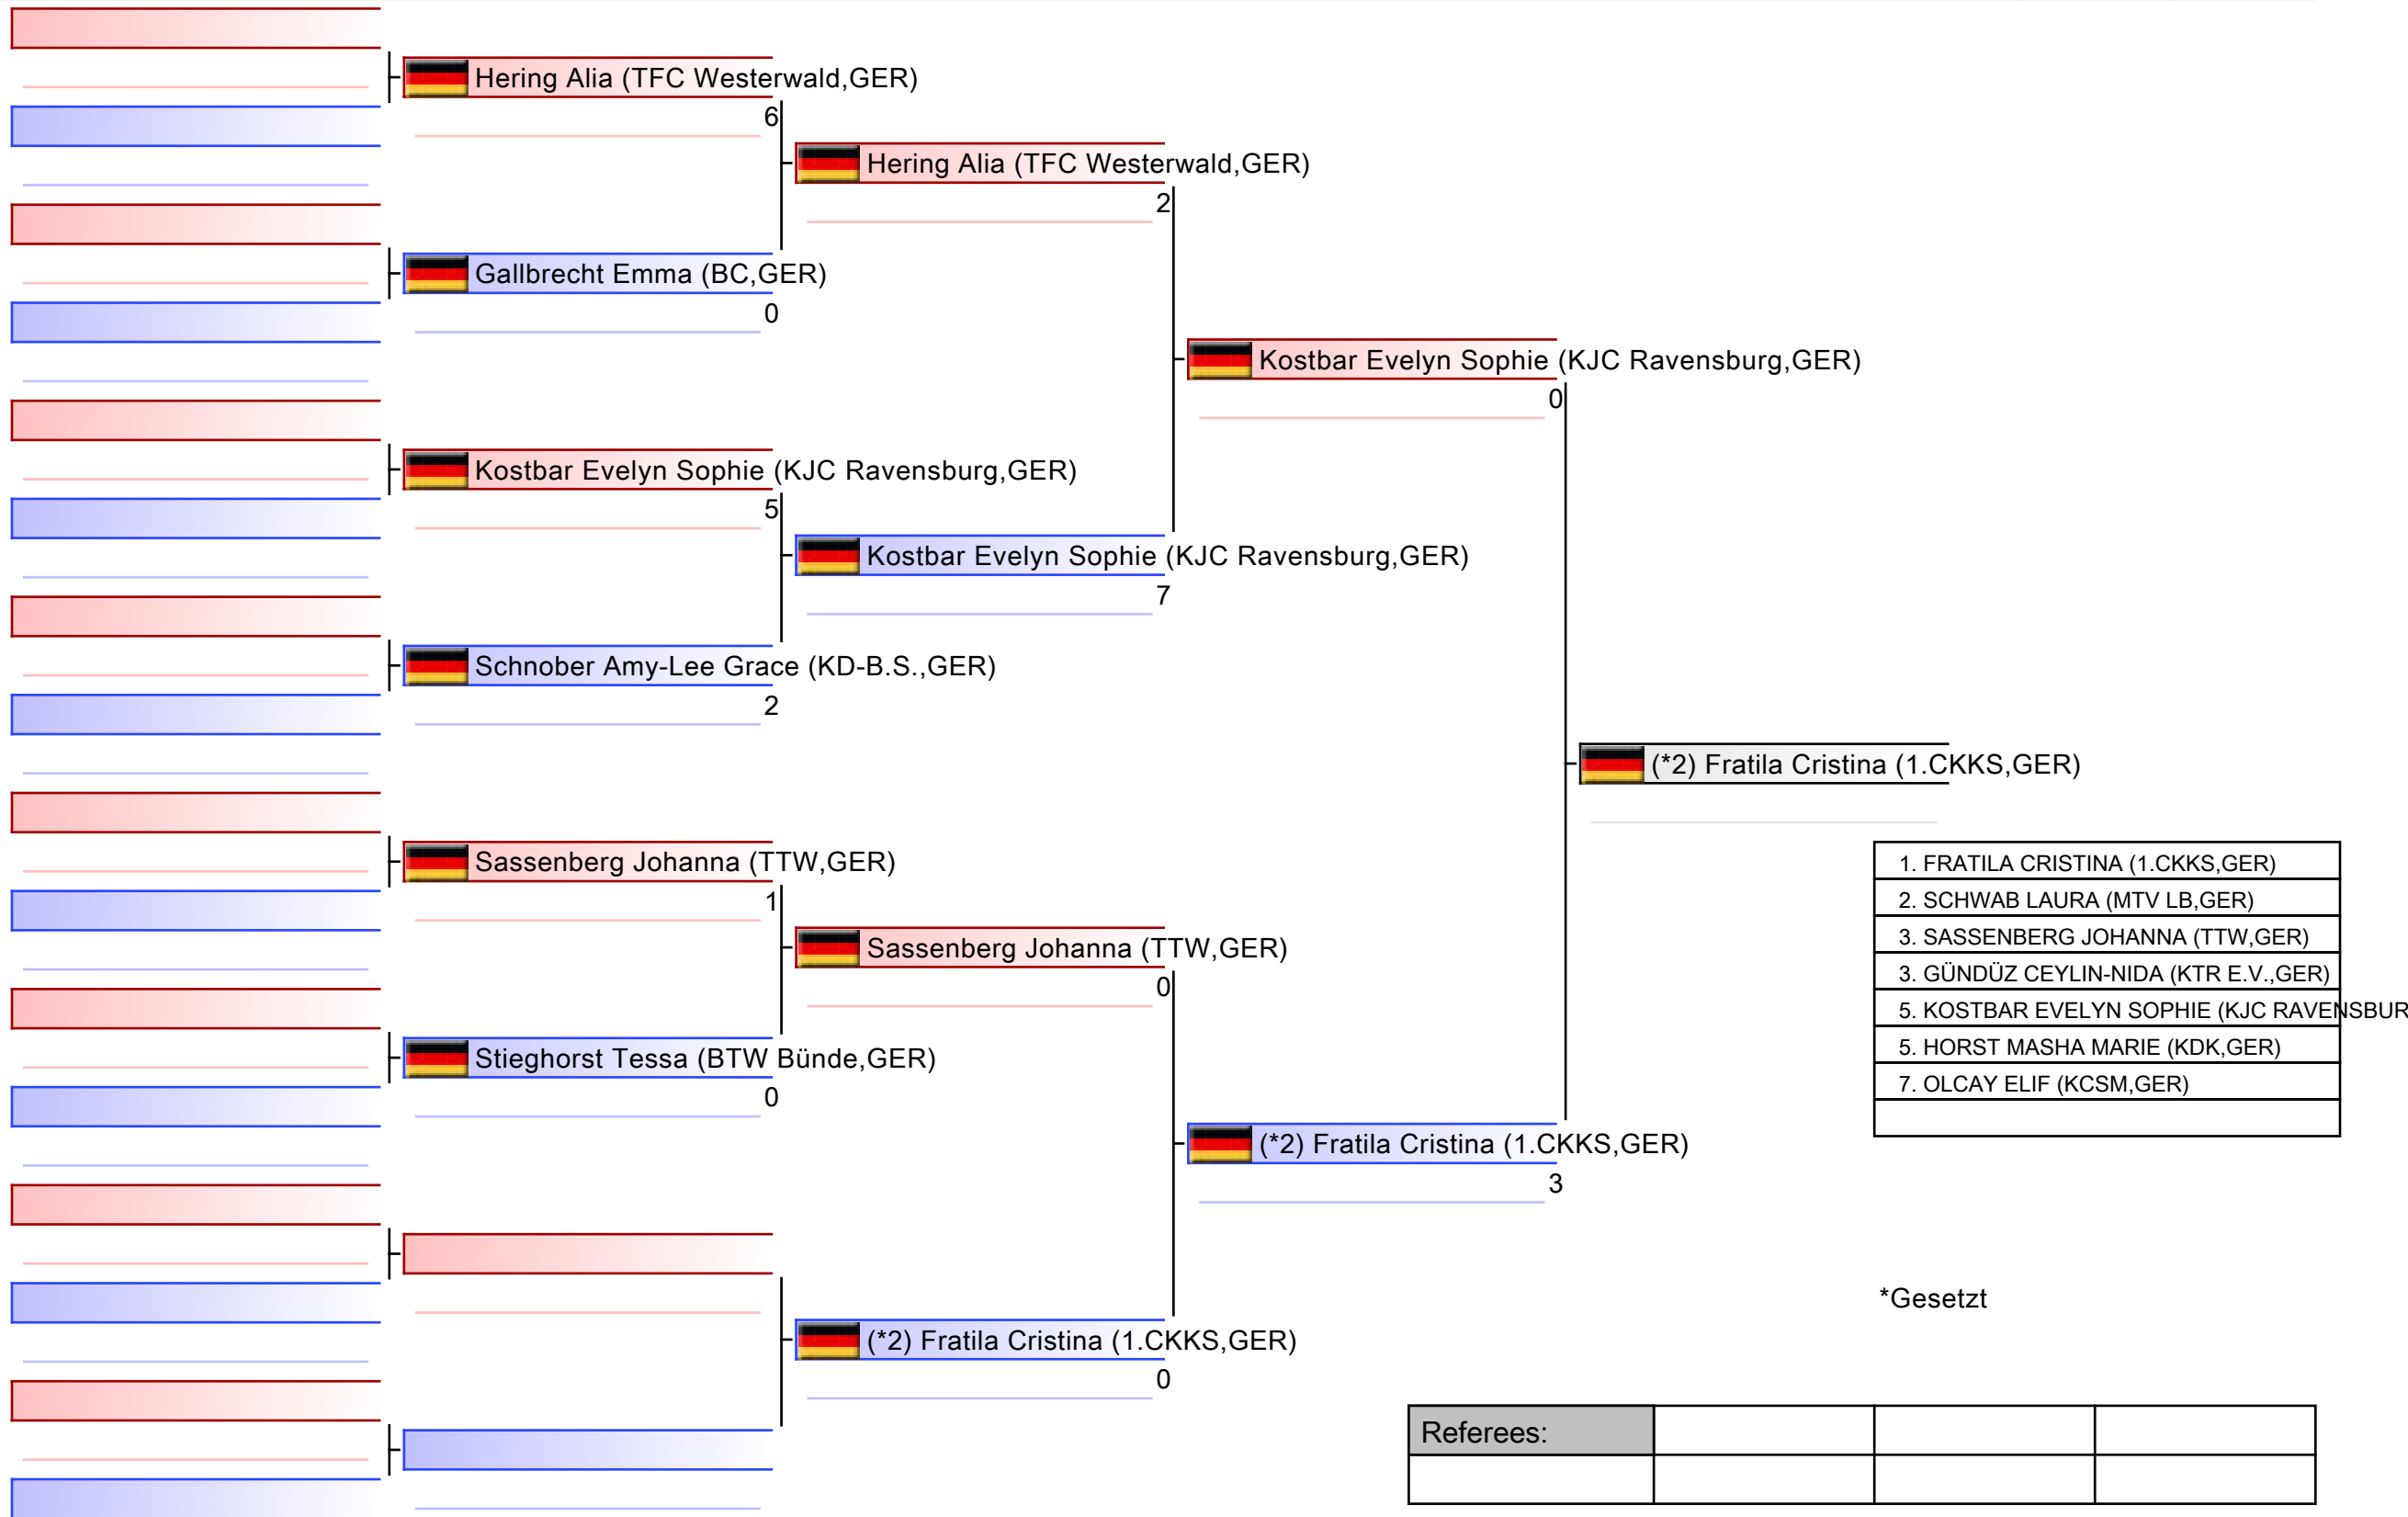 Hering Alia (TFC Westerwald,GER)
6
Hering Alia (TFC Westerwald,GER)
2
Gallbrecht Emma (BC,GER)
0
Kostbar Evelyn Sophie (KJC Ravensburg,GER)
0
Kostbar Evelyn Sophie (KJC Ravensburg,GER)
5
Kostbar Evelyn Sophie (KJC Ravensburg,GER)
7
Schnober Amy-Lee Grace (KD-B.S.,GER)
2
(*2) Fratila Cristina (1.CKKS,GER)
Sassenberg Johanna (TTW,GER)
1
Sassenberg Johanna (TTW,GER)
0
Stieghorst Tessa (BTW Bünde,GER)
0
(*2) Fratila Cristina (1.CKKS,GER)
3
(*2) Fratila Cristina (1.CKKS,GER)
0
1. FRATILA CRISTINA (1.CKKS,GER)
2. SCHWAB LAURA (MTV LB,GER)
3. SASSENBERG JOHANNA (TTW,GER)
3. GÜNDÜZ CEYLIN-NIDA (KTR E.V.,GER)
5. KOSTBAR EVELYN SOPHIE (KJC RAVENSBUR
5. HORST MASHA MARIE (KDK,GER)
7. OLCAY ELIF (KCSM,GER)
*Gesetzt
Referees: